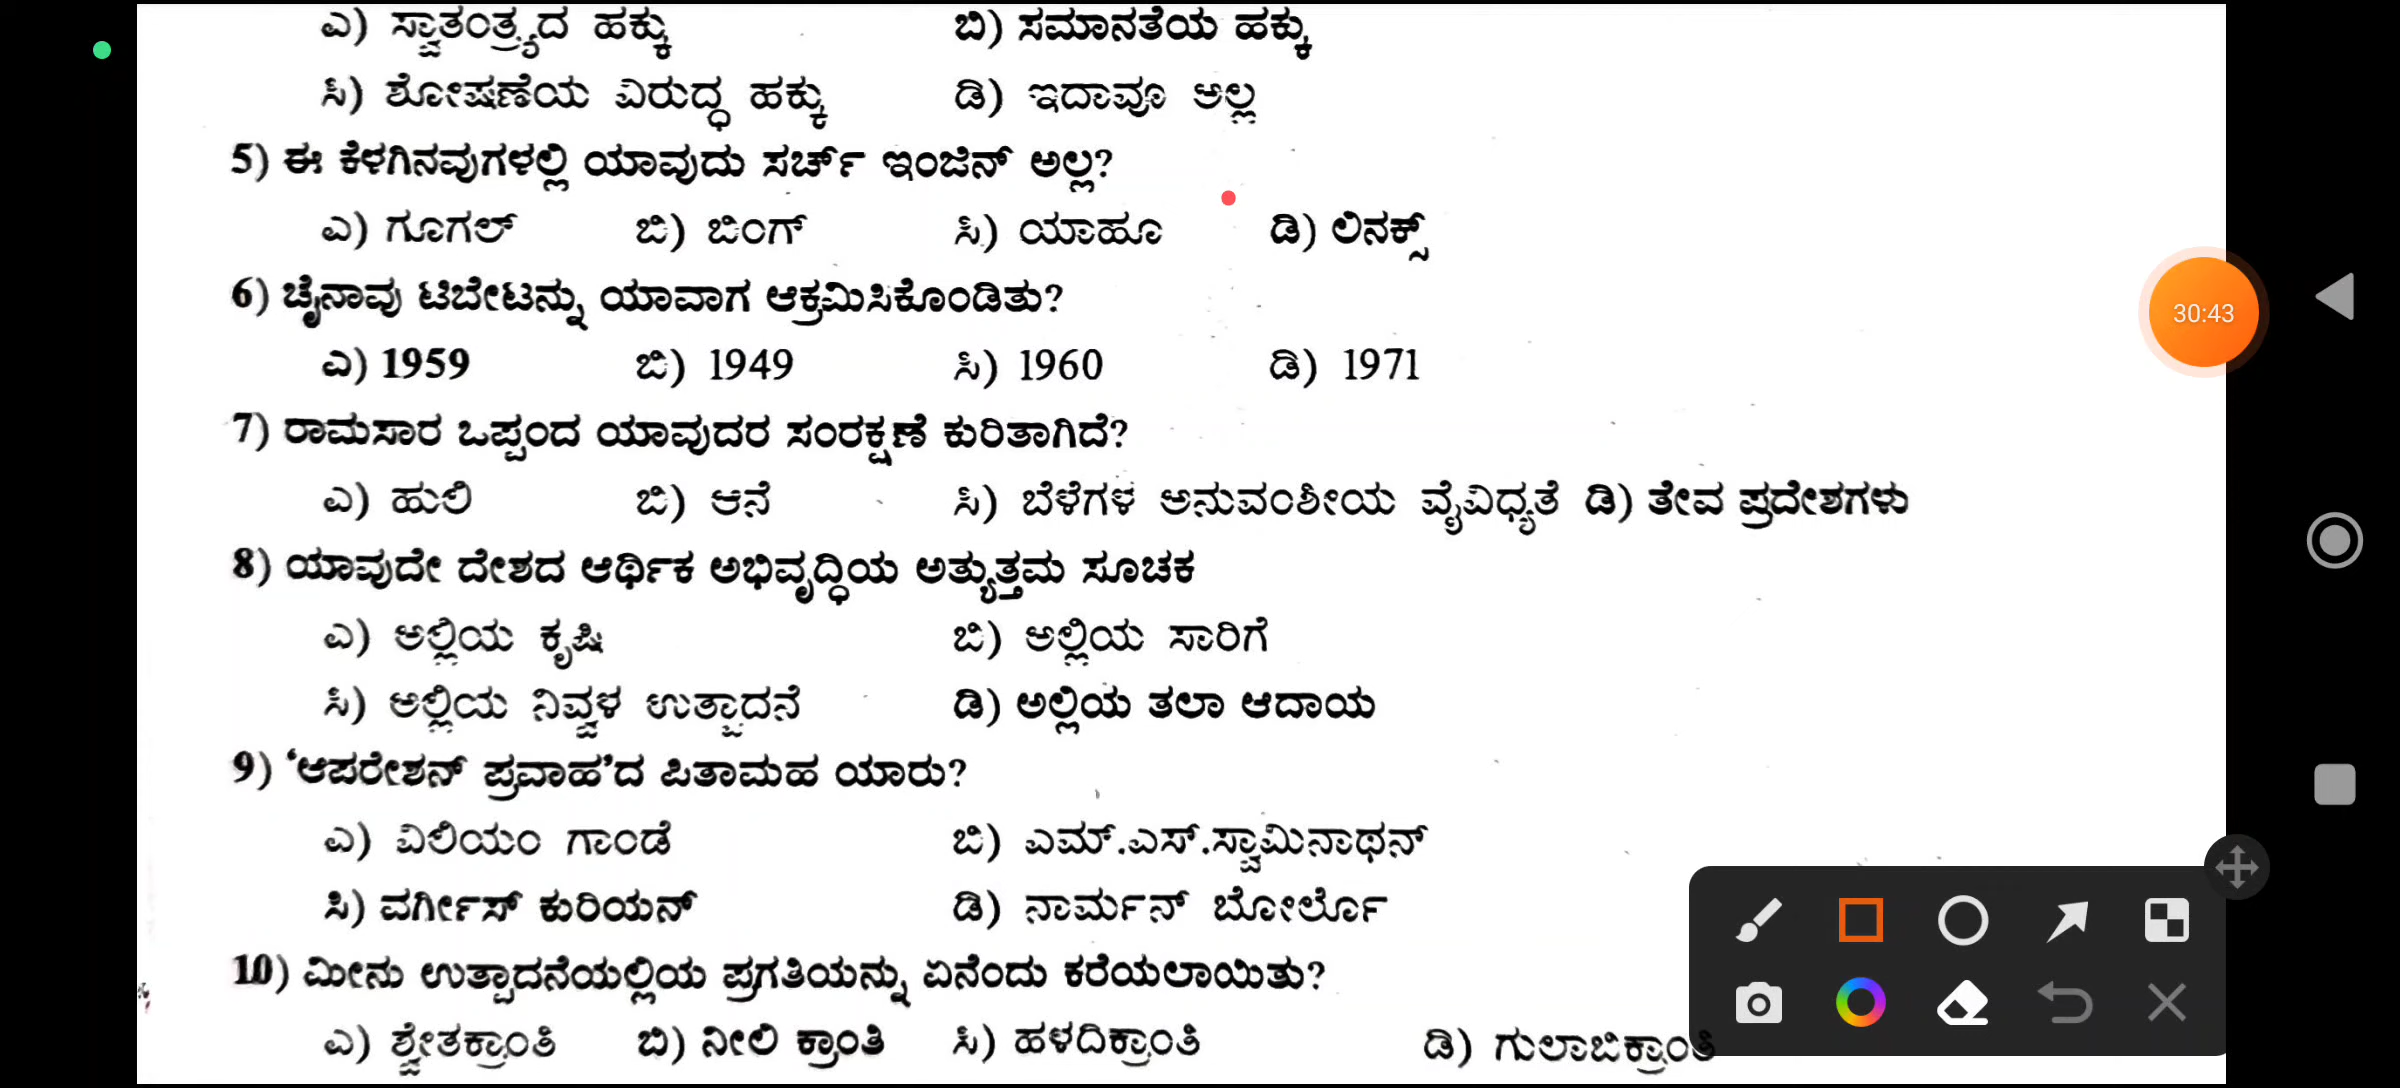 ಎ) ಸ್ವಾತಂತ್ರ್ಯದ ಹಕ್ಕು ಬಿ) ಸಮಾನತೆಯ ಹಕ್ಕು
ಸಿ) ಶೋಷಣೆಯ ವಿರುದ್ಧ ಹಕ್ಕು ಡಿ) ಇದಾವೂ ಅಲ್ಲ
5) ಈ ಕೆಳಗಿನವುಗಳಲ್ಲಿ ಯಾವುದು ಸರ್ಚ್ ಇಂಜಿನ್ ಅಲ್ಲ?
ಎ) ಗೂಗಲ್ ಬಿ) ಬಿಂಗ್ ಸಿ) ಯಾಹೂ ಡಿ) ಲಿನಕ್ಸ್
6) ಚೈನಾವು ಟಿಬೇಟನ್ನು ಯಾವಾಗ ಆಕ್ರಮಿಸಿಕೊಂಡಿತು?
30:43
ಎ) 1959 ಬಿ) 1949 ಸಿ) 1960 ಡಿ) 1971
7) ರಾಮಸಾರ ಒಪ್ಪಂದ ಯಾವುದರ ಸಂರಕ್ಷಣೆ ಕುರಿತಾಗಿದೆ?
ಎ) ಹುಲಿ ಬಿ) ಆನೆ ಸಿ) ಬೆಳೆಗಳ ಅನುವಂಶೀಯ ವೈವಿಧ್ಯತೆ ಡಿ) ತೇವ ಪ್ರದೇಶಗಳು
8) ಯಾವುದೇ ದೇಶದ ಆರ್ಥಿಕ ಅಭಿವೃದ್ಧಿಯ ಅತ್ಯುತ್ತಮ ಸೂಚಕ
ಎ) ಅಲ್ಲಿಯ ಕೃಷಿ ಬಿ) ಅಲ್ಲಿಯ ಸಾರಿಗೆ
ಸಿ) ಅಲ್ಲಿಯ ನಿವ್ವಳ ಉತ್ಪಾದನೆ ಡಿ) ಅಲ್ಲಿಯ ತಲಾ ಆದಾಯ
9) ‘ಆಪರೇಶನ್ ಪ್ರವಾಹ’ದ ಪಿತಾಮಹ ಯಾರು?
ಎ) ವಿಲಿಯಂ ಗಾಂಡೆ ಬಿ) ಎಮ್.ಎಸ್.ಸ್ವಾಮಿನಾಥನ್
ಸಿ) ವರ್ಗೀಸ್ ಕುರಿಯನ್ ಡಿ) ನಾರ್ಮನ್ ಬೋರ್ಲೊ
10) ಮೀನು ಉತ್ಪಾದನೆಯಲ್ಲಿಯ ಪ್ರಗತಿಯನ್ನು ಏನೆಂದು ಕರೆಯಲಾಯಿತು?
ಎ) ಶ್ವೇತಕ್ರಾಂತಿ ಬಿ) ನೀಲಿ ಕ್ರಾಂತಿ ಸಿ) ಹಳದಿಕ್ರಾಂತಿ ಡಿ) ಗುಲಾಬಿಕ್ರಾಂತಿ